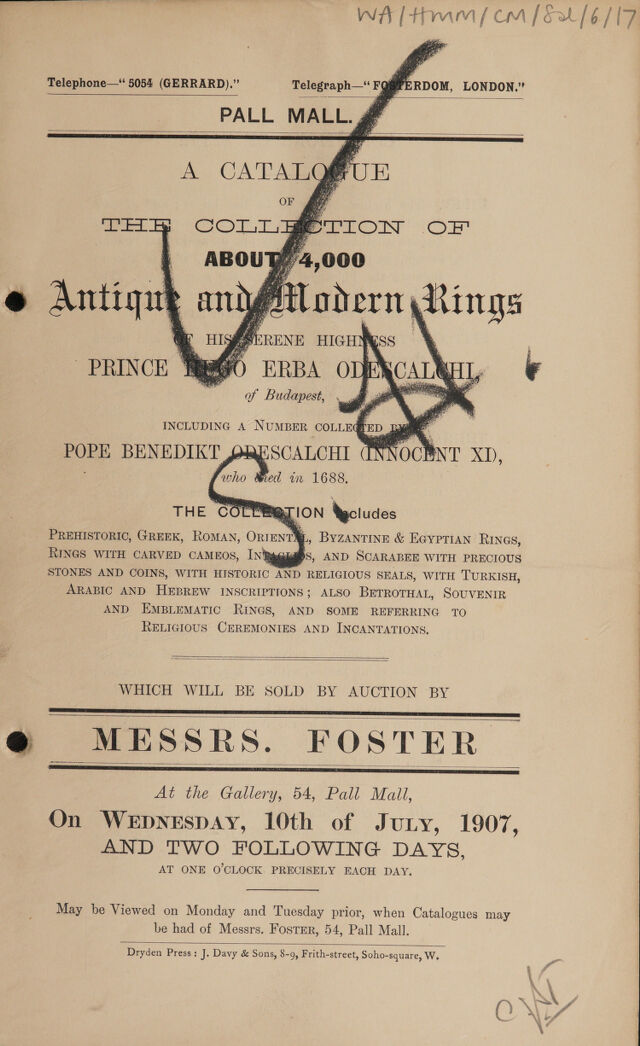 WA/HMM/CM/Sal/6/17
Telephone—"5054 (GERRARD)." Telegraph—"FOSTERDOM, LONDON."
PALL MALL.
A CATALOGUE
OF
THE COLLECTION OF
ABOUT 4,000
Antique and Modern Rings
OF HIS SERENE HIGHNESS
PRINCE HUGO ERBA ODESCALCHI,
of Budapest,
INCLUDING A NUMBER COLLECTED BY
POPE BENEDIKT ODESCALCHI (INNOCENT XI),
who died in 1688.
THE COLLECTION includes
PREHISTORIC, GREEK, ROMAN, ORIENTAL, BYZANTINE & EGYPTIAN RINGS,
RINGS WITH CARVED CAMEOS, INTAGLIOS, AND SCARABEE WITH PRECIOUS
STONES AND COINS, WITH HISTORIC AND RELIGIOUS SEALS, WITH TURKISH,
ARABIC AND HEBREW INSCRIPTIONS; ALSO BETROTHAL, SOUVENIR
AND EMBLEMATIC RINGS, AND SOME REFERRING TO
RELIGIOUS CEREMONIES AND INCANTATIONS.
WHICH WILL BE SOLD BY AUCTION BY
MESSRS. FOSTER
At the Gallery, 54, Pall Mall,
On WEDNESDAY, 10th of JULY, 1907,
AND TWO FOLLOWING DAYS,
AT ONE O'CLOCK PRECISELY EACH DAY.
May be Viewed on Monday and Tuesday prior, when Catalogues may
be had of Messrs. FOSTER, 54, Pall Mall.
Dryden Press: J. Davy & Sons, 8-9, Frith-street, Soho-square, W.